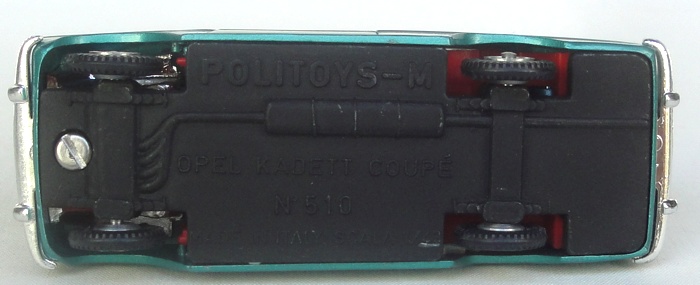 POLITOYS-M
OPEL KADETT COUPÉ
N° 510